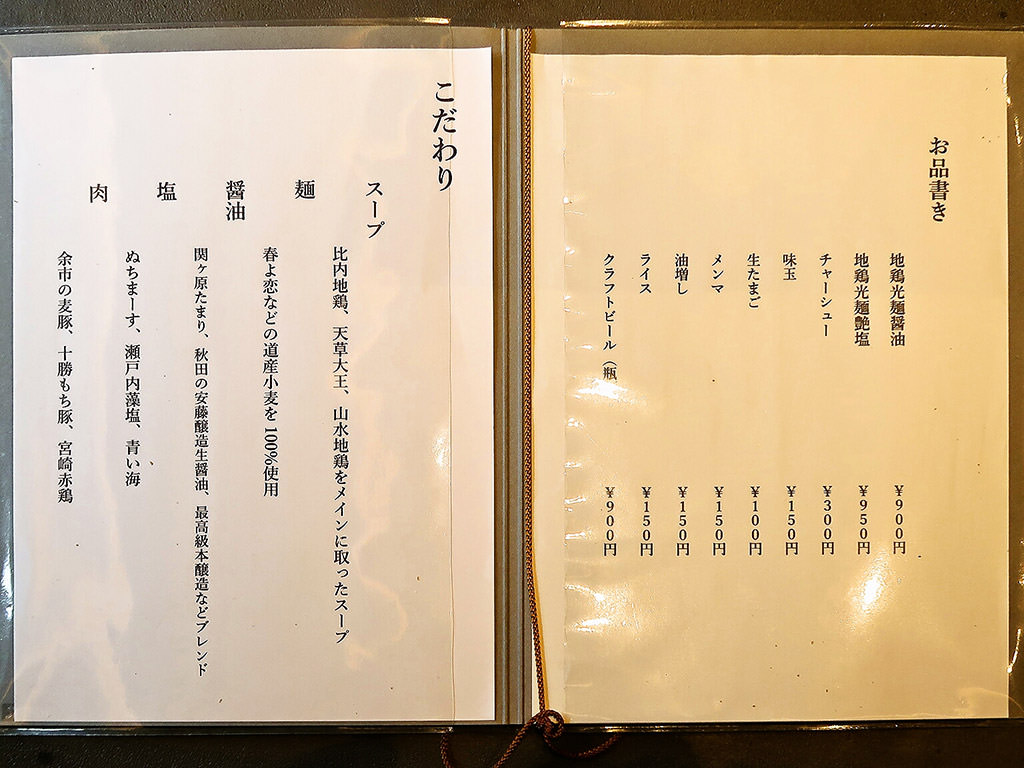 お品書き
地鶏光麺醤油 ￥900円
地鶏光麺艶塩 ￥950円
チャーシュー ￥300円
味玉 ￥150円
生たまご ￥100円
メンマ ￥150円
油増し ￥150円
ライス ￥150円
クラフトビール（瓶 ￥900円
こだわり
スープ
比内地鶏、天草大王、山水地鶏をメインに取ったスープ
麺
春よ恋などの道産小麦を100%使用
醤油
関ヶ原たまり、秋田の安藤醸造生醤油、最高級本醸造などブレンド
塩
ぬちまーす、瀬戸内藻塩、青い海
肉
余市の麦豚、十勝もち豚、宮崎赤鶏